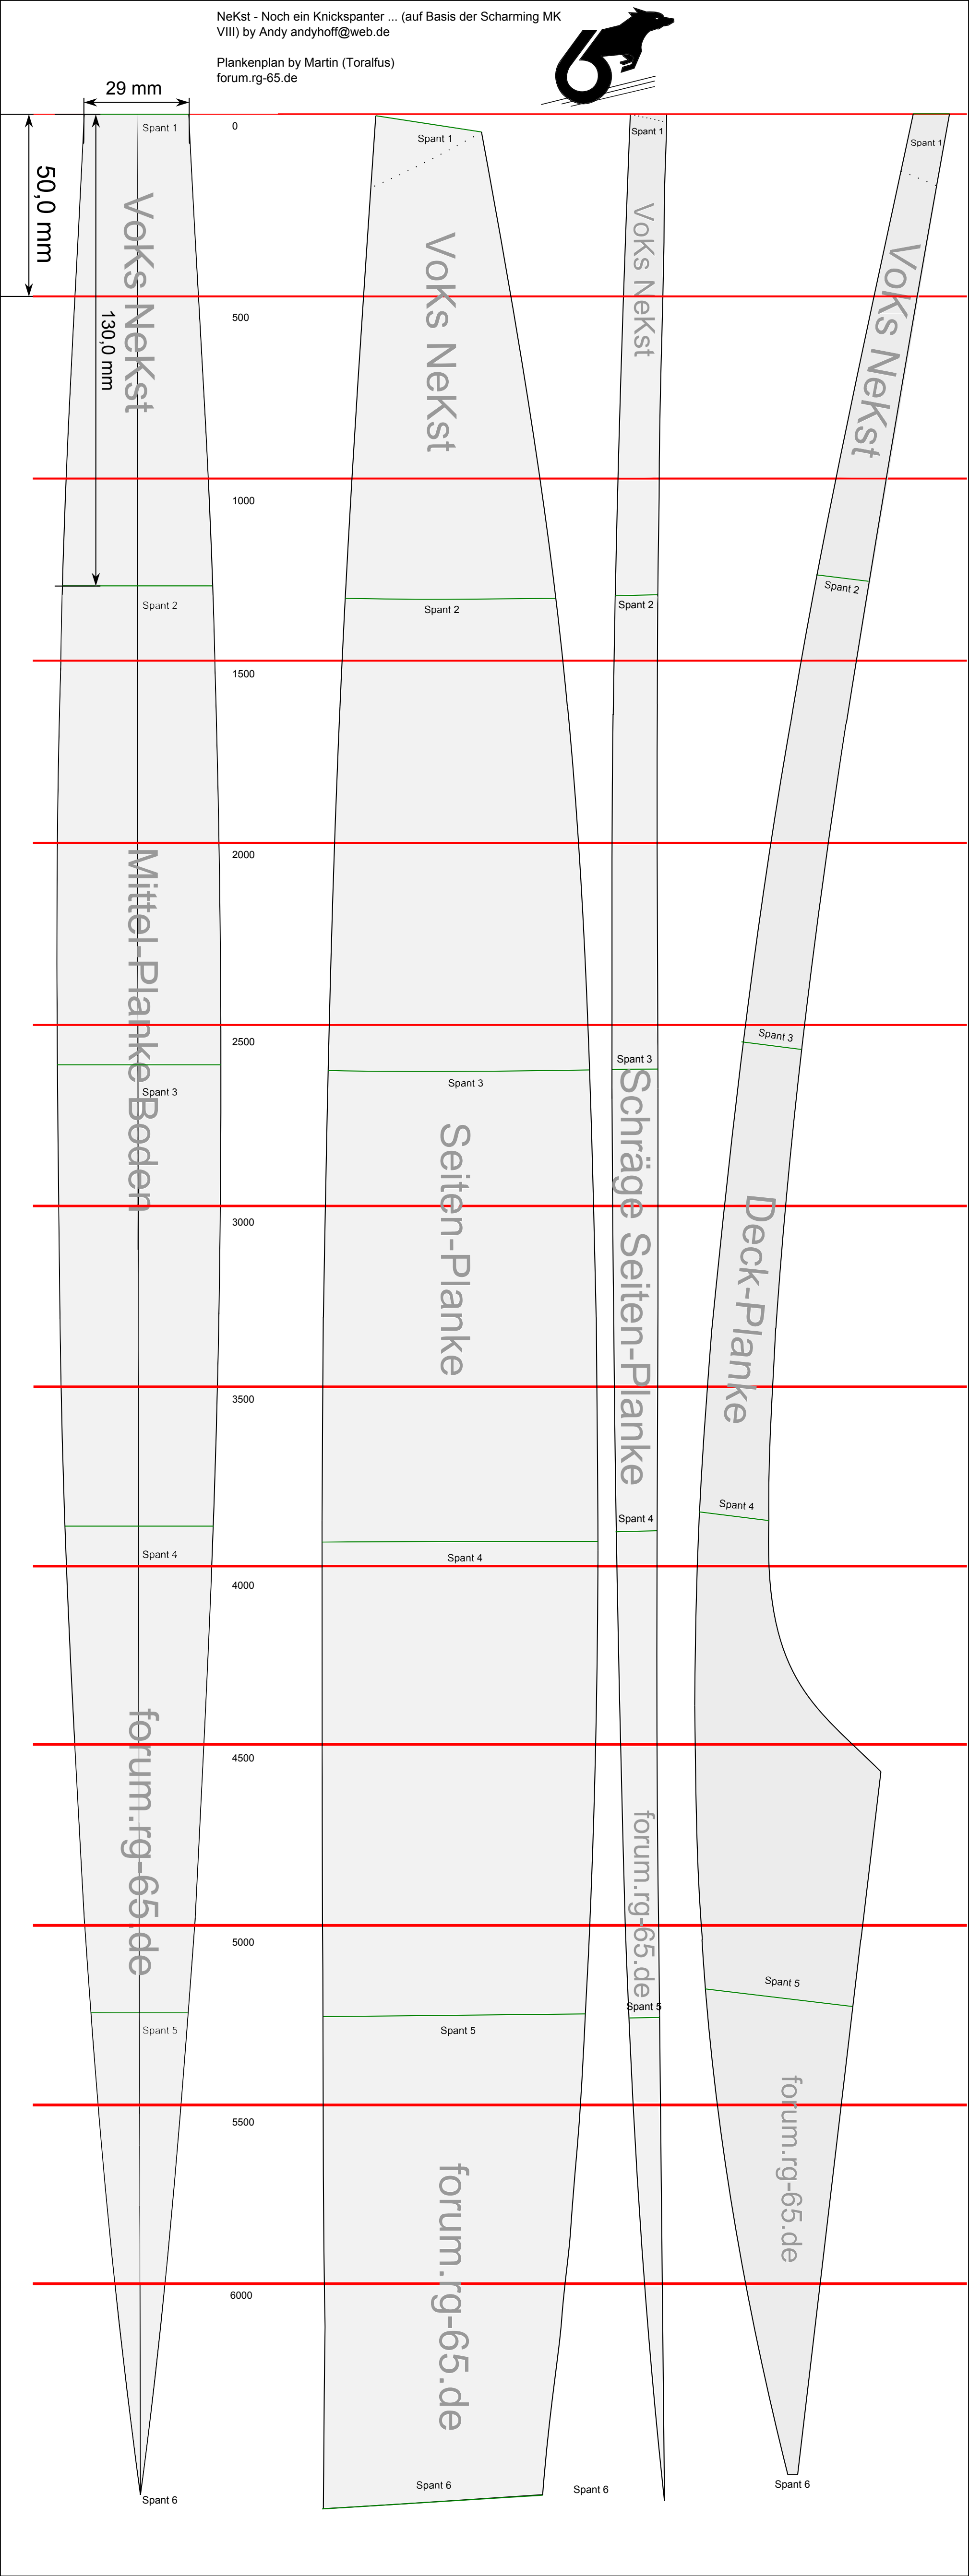 NeKst - Noch ein Knickspanter ... (auf Basis der Scharming MK
VIII) by Andy andyhoff@web.de
Plankenplan by Martin (Toralfus)
forum.rg-65.de
6
29 mm
50,0 mm
130,0 mm
Spant 1
VoKs NeKst
Spant 2
Mittel-Planke Boden
Spant 3
Spant 4
forum.rg-65.de
Spant 5
Spant 6
0
500
1000
1500
2000
2500
3000
3500
4000
4500
5000
5500
6000
Spant 1
VoKs NeKst
Spant 2
Spant 3
Seiten-Planke
Spant 4
Spant 5
forum.rg-65.de
Spant 6
Spant 1
VoKs NeKst
Spant 2
Spant 3
Schräge Seiten-Planke
Spant 4
forum.rg-65.de
Spant 5
Spant 6
Spant 1
VoKs NeKst
Spant 2
Spant 3
Deck-Planke
Spant 4
Spant 5
forum.rg-65.de
Spant 6